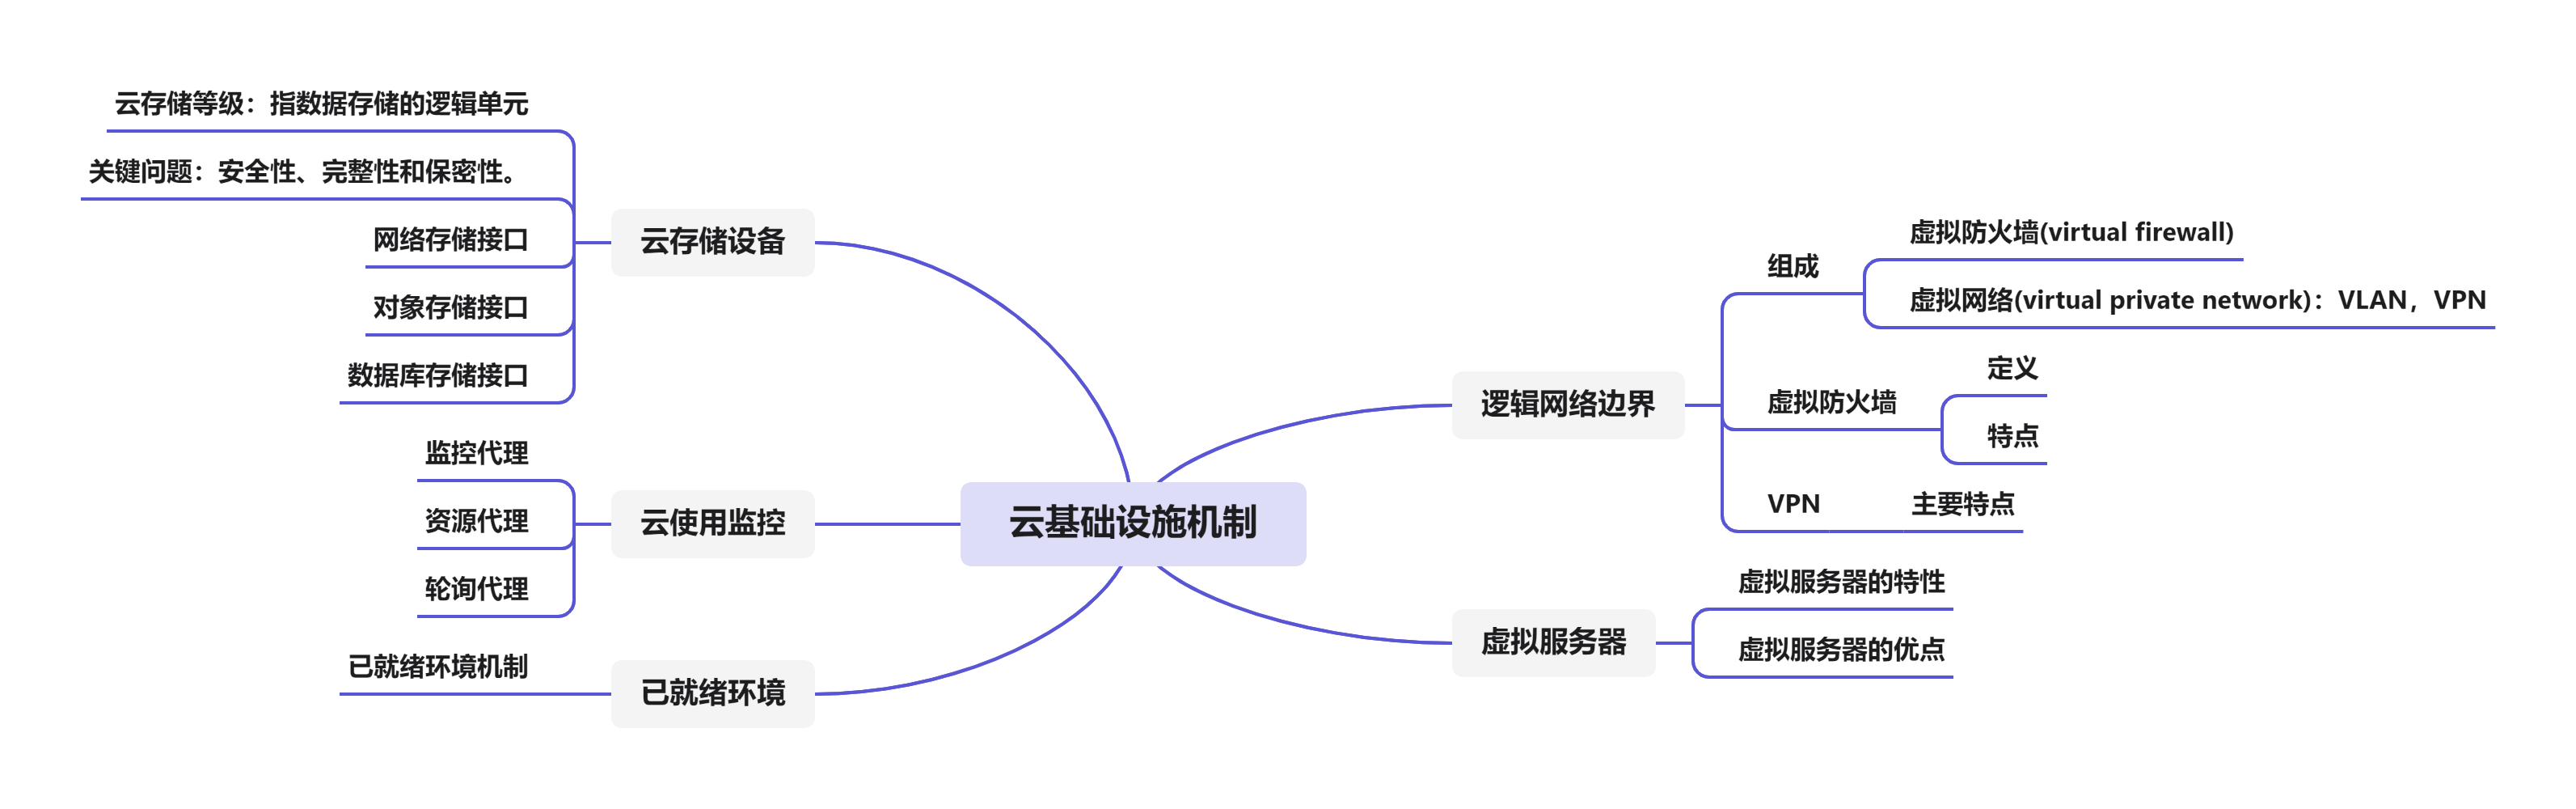 云基础设施机制
云存储设备
云存储等级：指数据存储的逻辑单元
关键问题：安全性、完整性和保密性。
网络存储接口
对象存储接口
数据库存储接口
云使用监控
监控代理
资源代理
轮询代理
已就绪环境
已就绪环境机制
逻辑网络边界
组成
虚拟防火墙(virtual firewall)
虚拟网络(virtual private network)：VLAN，VPN
虚拟防火墙
定义
特点
VPN
主要特点
虚拟服务器
虚拟服务器的特性
虚拟服务器的优点